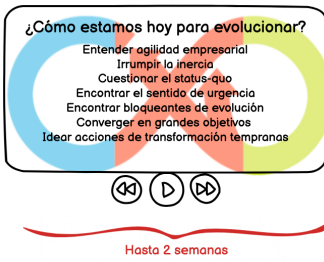 ¿Cómo estamos hoy para evolucionar?
Entender agilidad empresarial
Irrumpir la inercia
Cuestionar el status-quo
Encontrar el sentido de urgencia
Encontrar bloqueantes de evolución
Converger en grandes objetivos
Idear acciones de transformación tempranas
Hasta 2 semanas